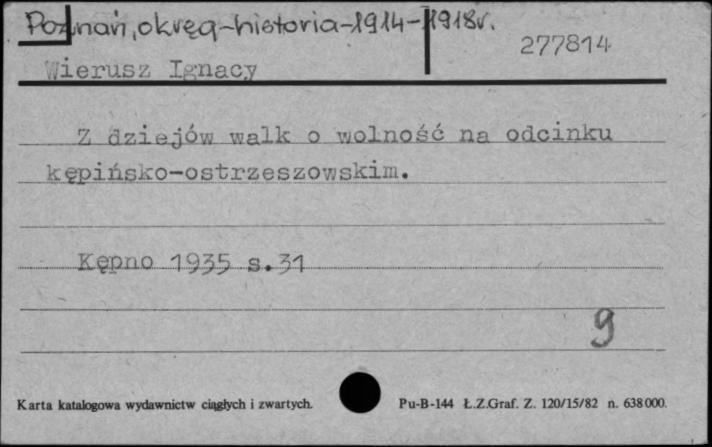 Poznań, okręg-historia-1914-1918r.
277814
Wierusz Ignacy
Z dziejów walk o wolność na odcinku
kępińsko-ostrzeszowskim.
Kępno 1935 s.31
9
Karta katalogowa wydawnictw ciągłych i zwartych. Pu-B-144 Ł.Z.Graf. Z. 120/15/82 n. 638000.